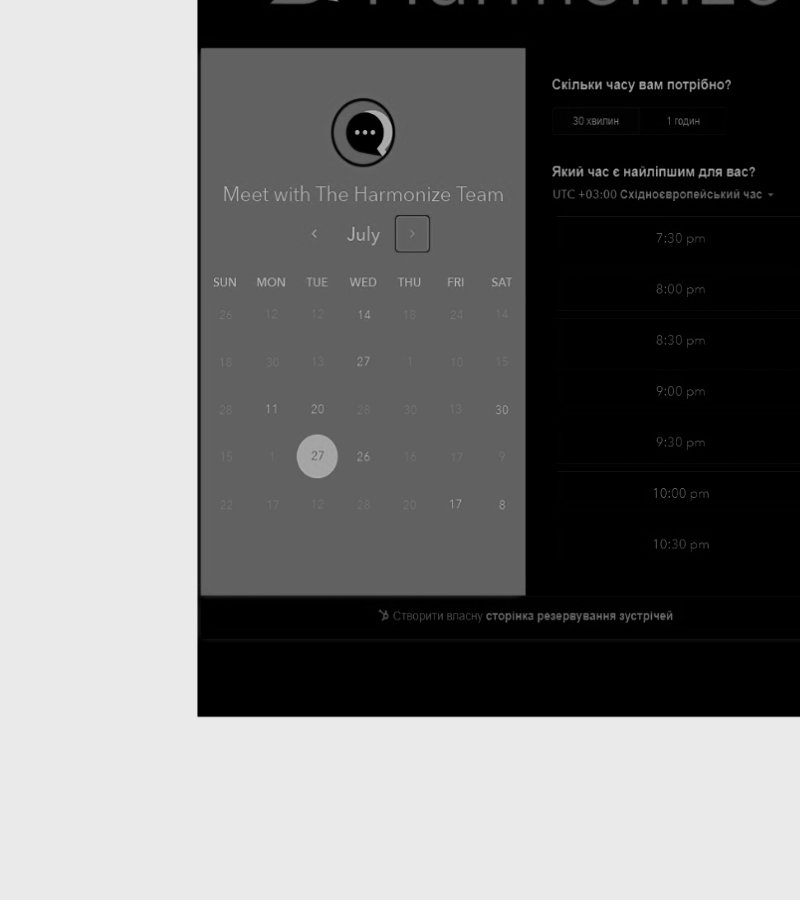 Harmonize
Meet with The Harmonize Team
July
SUN MON TUE WED THU FRI SAT
26 12 12 14 18 24 14
18 30 13 27 1 10 15
28 11 20 28 30 13 30
15 1 27 26 16 17 9
22 17 12 28 20 17 8
Скільки часу вам потрібно?
30 хвилин 1 годин
Який час є найліпшим для вас?
UTC +03:00 Східноєвропейський час
7:30 pm
8:00 pm
8:30 pm
9:00 pm
9:30 pm
10:00 pm
10:30 pm
Створити власну сторінка резервування зустрічей